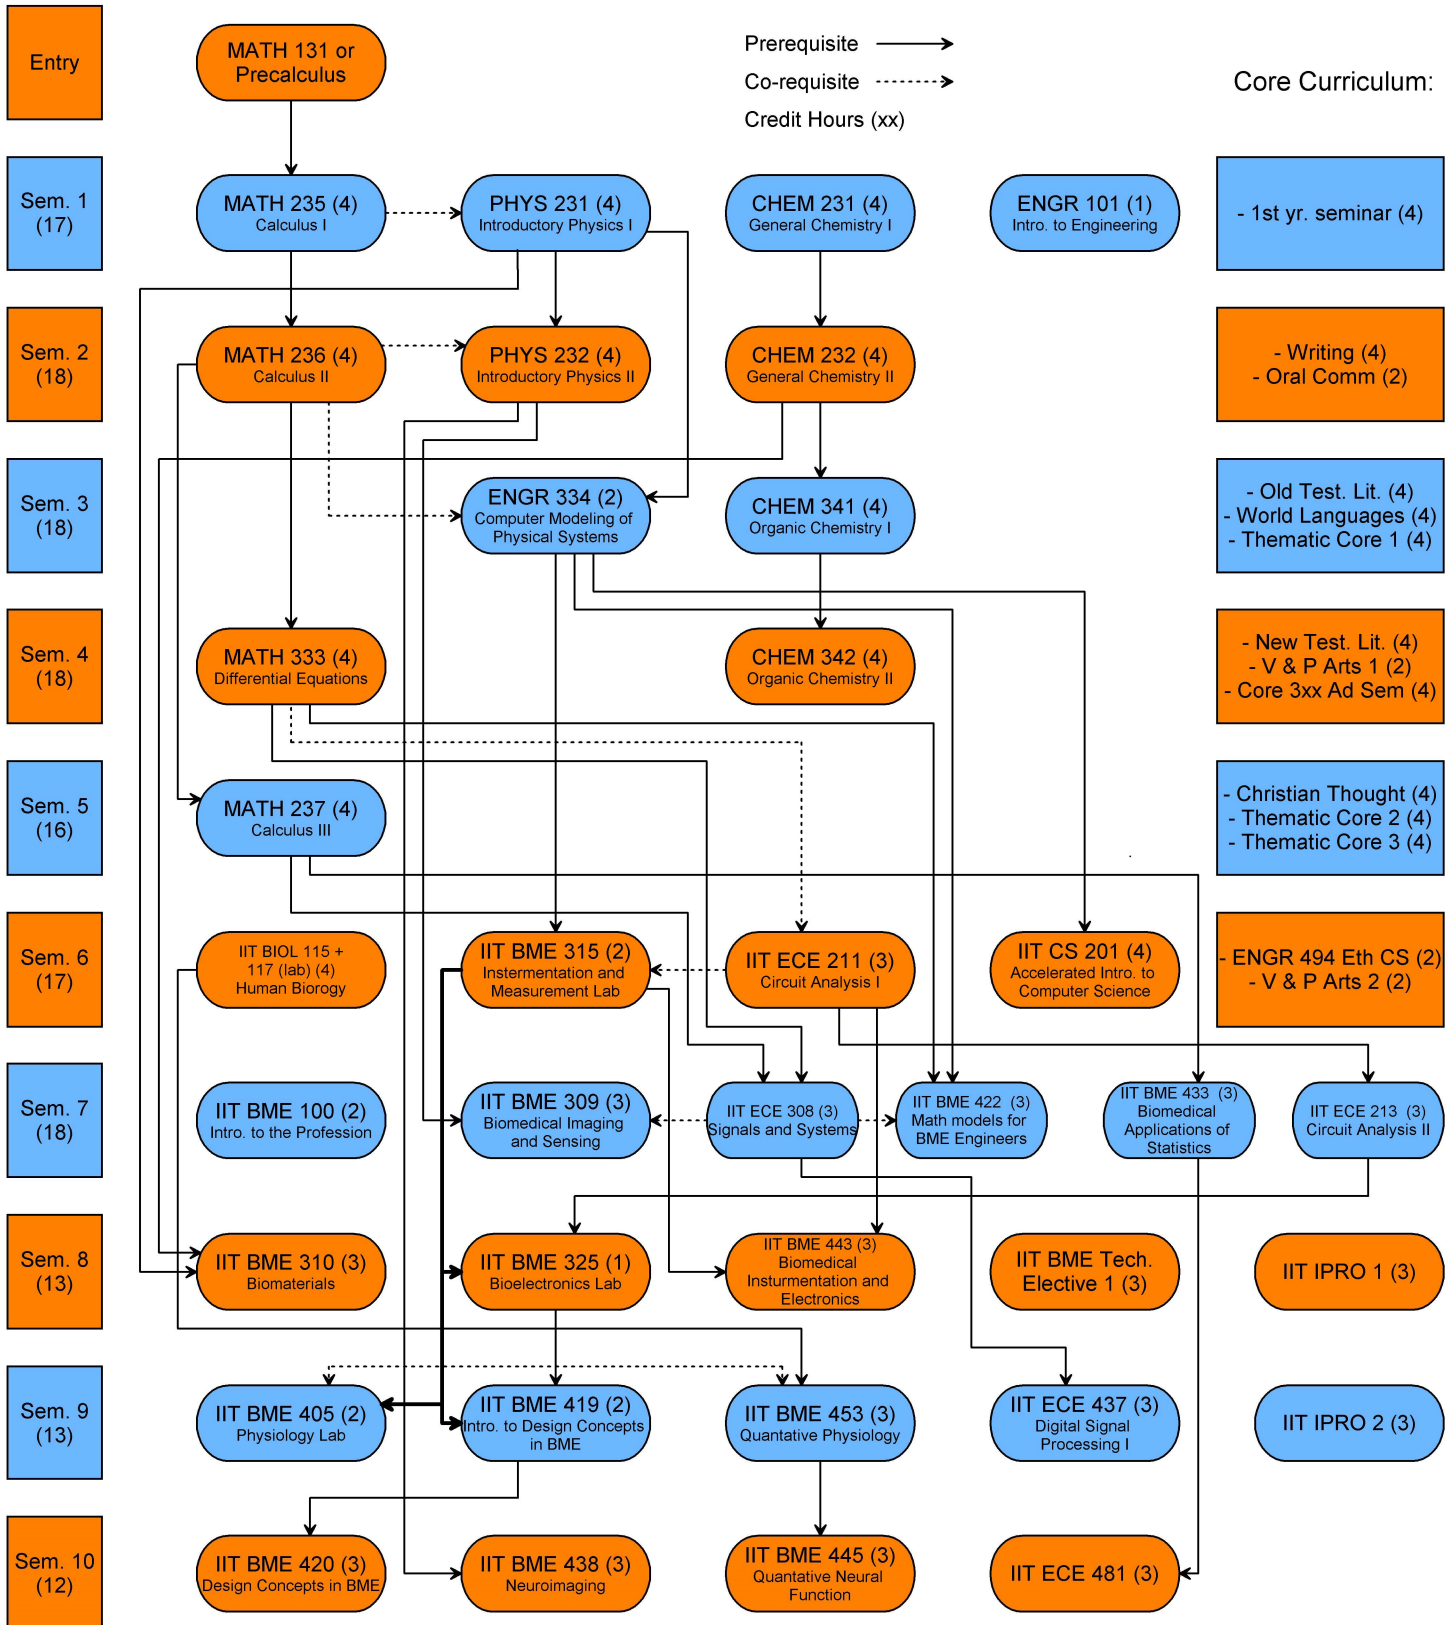 Entry
MATH 131 or
Precalculus
Prerequisite
Co-requisite
Credit Hours (xx)
Core Curriculum:
Sem. 1
(17)
MATH 235 (4)
Calculus I
PHYS 231 (4)
Introductory Physics I
CHEM 231 (4)
General Chemistry I
ENGR 101 (1)
Intro. to Engineering
- 1st yr. seminar (4)
Sem. 2
(18)
MATH 236 (4)
Calculus II
PHYS 232 (4)
Introductory Physics II
CHEM 232 (4)
General Chemistry II
- Writing (4)
- Oral Comm (2)
Sem. 3
(18)
ENGR 334 (2)
Computer Modeling of
Physical Systems
CHEM 341 (4)
Organic Chemistry I
- Old Test. Lit. (4)
- World Languages (4)
- Thematic Core 1 (4)
Sem. 4
(18)
MATH 333 (4)
Differential Equations
CHEM 342 (4)
Organic Chemistry II
- New Test. Lit. (4)
- V & P Arts 1 (2)
- Core 3xx Ad Sem (4)
Sem. 5
(16)
MATH 237 (4)
Calculus III
- Christian Thought (4)
- Thematic Core 2 (4)
- Thematic Core 3 (4)
Sem. 6
(17)
IIT BIOL 115 +
117 (lab) (4)
Human Biorogy
IIT BME 315 (2)
Instermentation and
Measurement Lab
IIT ECE 211 (3)
Circuit Analysis I
IIT CS 201 (4)
Accelerated Intro. to
Computer Science
- ENGR 494 Eth CS (2)
- V & P Arts 2 (2)
Sem. 7
(18)
IIT BME 100 (2)
Intro. to the Profession
IIT BME 309 (3)
Biomedical Imaging
and Sensing
IIT ECE 308 (3)
Signals and Systems
IIT BME 422 (3)
Math models for
BME Engineers
IIT BME 433 (3)
Biomedical
Applications of
Statistics
IIT ECE 213 (3)
Circuit Analysis II
Sem. 8
(13)
IIT BME 310 (3)
Biomaterials
IIT BME 325 (1)
Bioelectronics Lab
IIT BME 443 (3)
Biomedical
Insturmentation and
Electronics
IIT BME Tech.
Elective 1 (3)
IIT IPRO 1 (3)
Sem. 9
(13)
IIT BME 405 (2)
Physiology Lab
IIT BME 419 (2)
Intro. to Design Concepts
in BME
IIT BME 453 (3)
Quantative Physiology
IIT ECE 437 (3)
Digital Signal
Processing I
IIT IPRO 2 (3)
Sem. 10
(12)
IIT BME 420 (3)
Design Concepts in BME
IIT BME 438 (3)
Neuroimaging
IIT BME 445 (3)
Quantative Neural
Function
IIT ECE 481 (3)